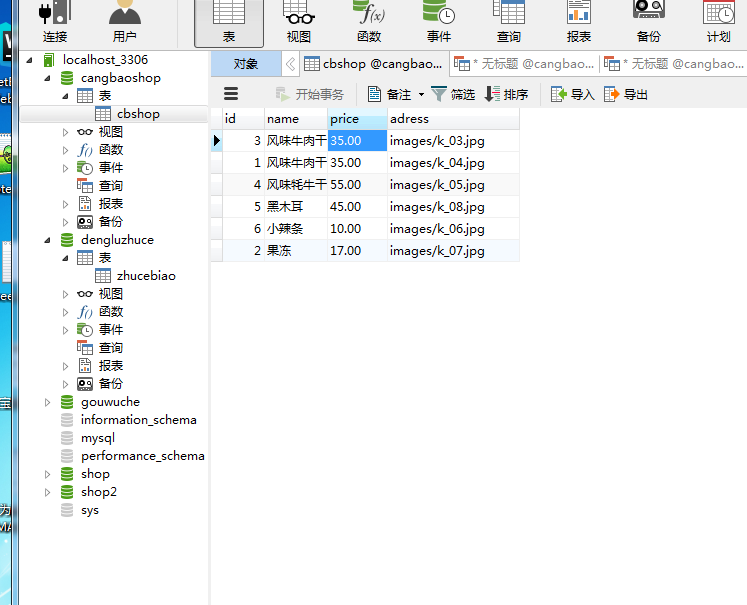 连接 用户 表 视图 函数 事件 查询 报表 备份 计划
对象 cbshop @cangbao... * 无标题 @cangbao... * 无标题 @cangbao...
开始事务 备注 筛选 排序 导入 导出
localhost_3306
cangbaoshop
表
cbshop
视图
函数
事件
查询
报表
备份
dengluzhuce
表
zhucebiao
视图
函数
事件
查询
报表
备份
gouwuche
information_schema
mysql
performance_schema
shop
shop2
sys
id name price adress
3 风味牛肉干 35.00 images/k_03.jpg
1 风味牛肉干 35.00 images/k_04.jpg
4 风味牦牛干 55.00 images/k_05.jpg
5 黑木耳 45.00 images/k_08.jpg
6 小辣条 10.00 images/k_06.jpg
2 果冻 17.00 images/k_07.jpg